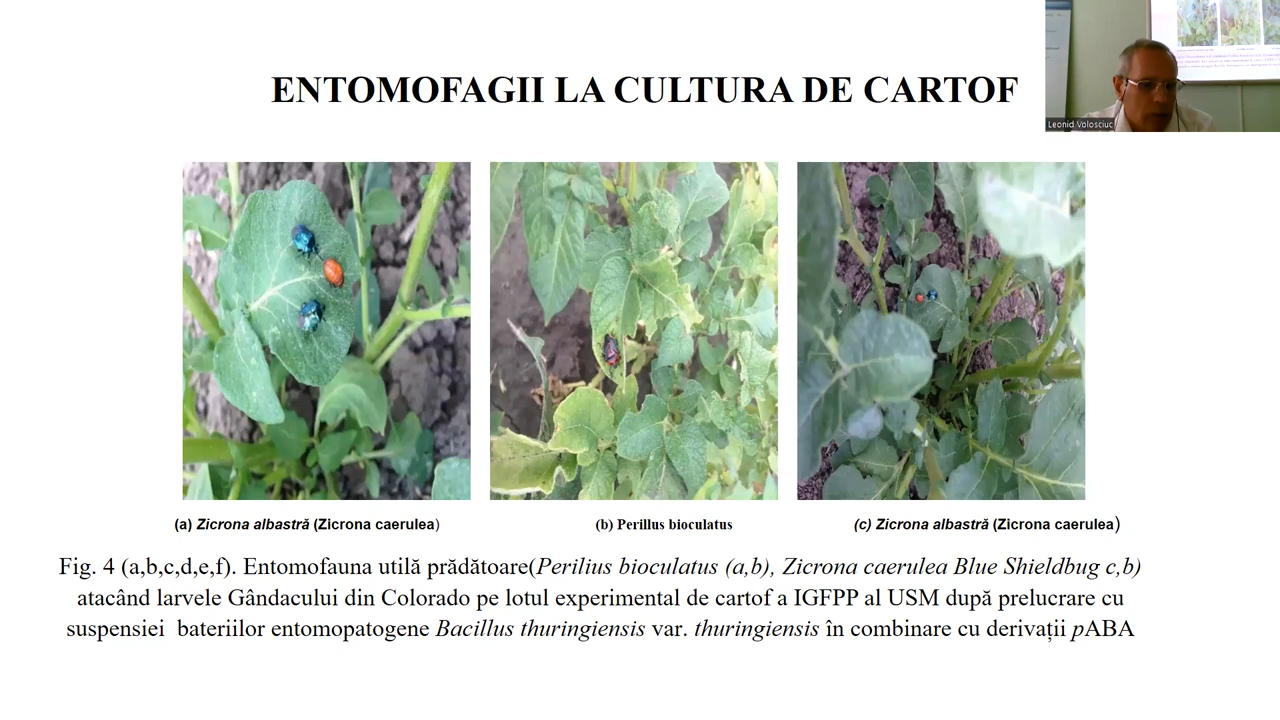 ENTOMOFAGII LA CULTURA DE CARTOF
Leonid Volosciuc
(a) Zicrona albastră (Zicrona caerulea)
(b) Perillus bioculatus
(c) Zicrona albastră (Zicrona caerulea)
Fig. 4 (a,b,c,d,e,f). Entomofauna utilă prădătoare(Perilius bioculatus (a,b), Zicrona caerulea Blue Shieldbug c,b)
atacând larvele Gândacului din Colorado pe lotul experimental de cartof a IGFPP al USM după prelucrare cu
suspensiei bateriilor entomopatogene Bacillus thuringiensis var. thuringiensis în combinare cu derivații pABA